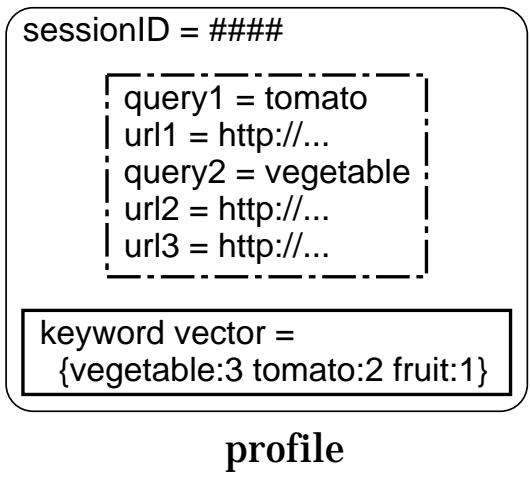 sessionID = ####
query1 = tomato
url1 = http://...
query2 = vegetable
url2 = http://...
url3 = http://...
keyword vector =
{vegetable:3 tomato:2 fruit:1}
profile